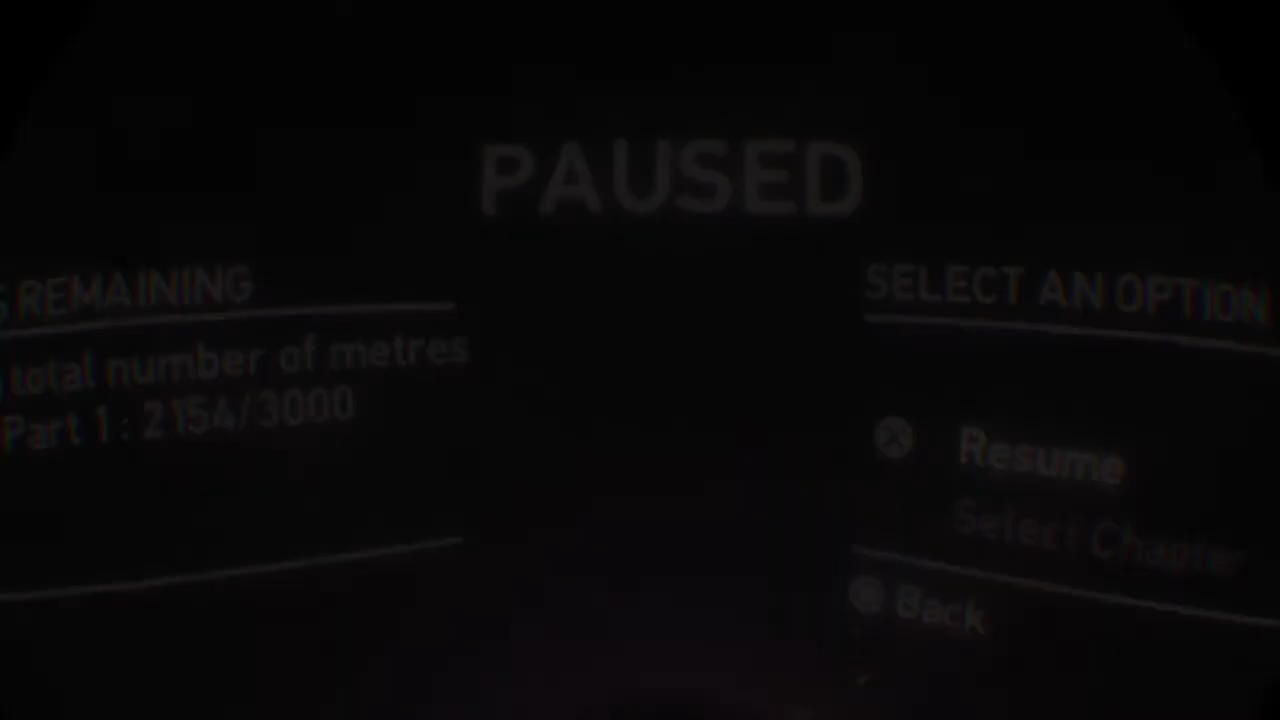 PAUSED
REMAINING
total number of metres
Part 1 : 2154/3000
SELECT AN OPTION
Resume
Select Chapter
Back